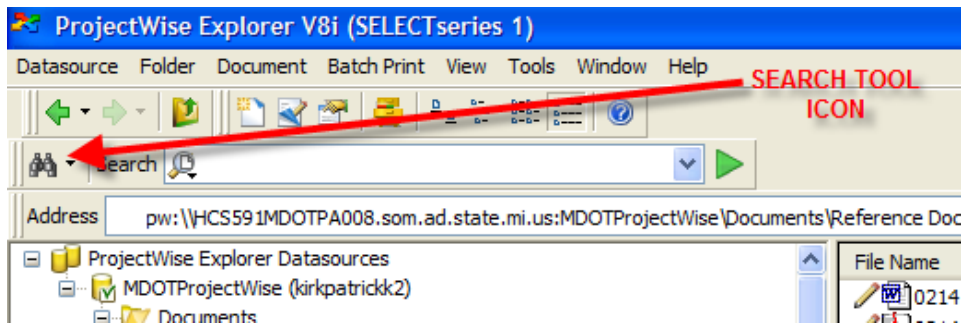 ProjectWise Explorer V8i (SELECTseries 1)
Datasource Folder Document Batch Print View Tools Window Help
SEARCH TOOL
ICON
Search
Address pw:\\HCS591MDOTPA008.som.ad.state.mi.us:MDOTProjectWise\Documents\Reference Doc
ProjectWise Explorer Datasources File Name
MDOTProjectWise (kirkpatrickk2) 0214
Documents